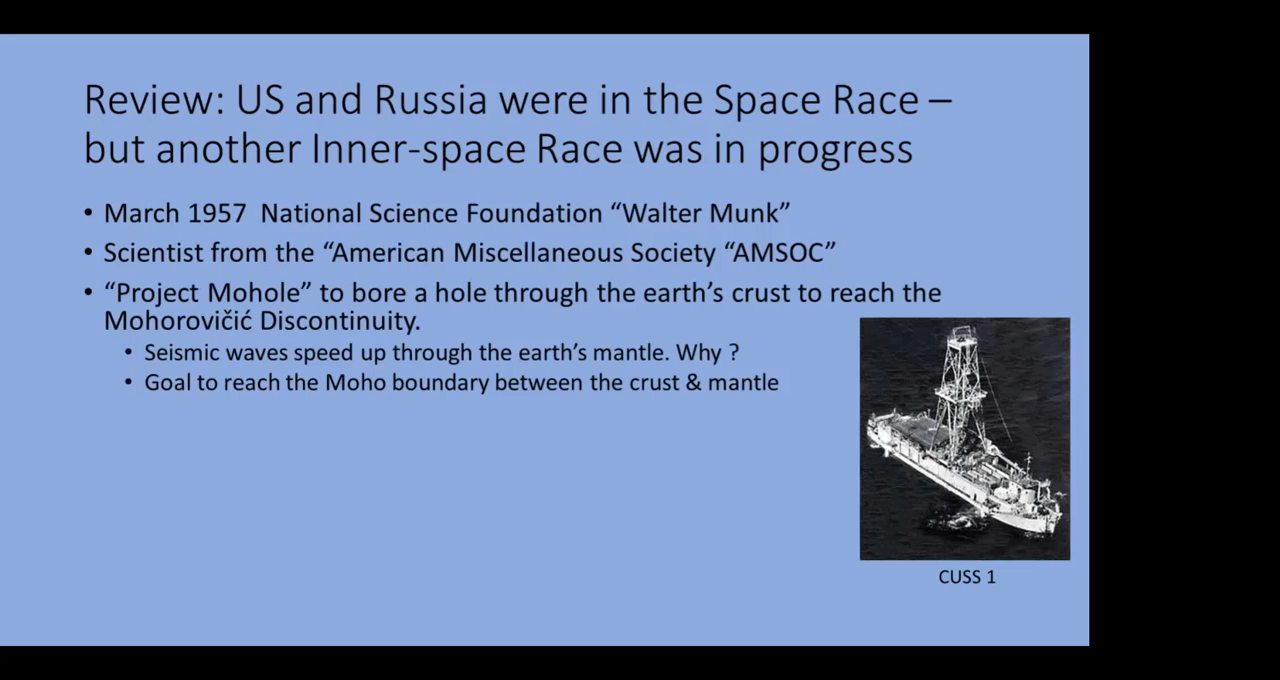 Review: US and Russia were in the Space Race –
but another Inner-space Race was in progress
• March 1957  National Science Foundation “Walter Munk”
• Scientist from the “American Miscellaneous Society “AMSOC”
• “Project Mohole” to bore a hole through the earth’s crust to reach the
Mohorovičić Discontinuity.
• Seismic waves speed up through the earth’s mantle. Why ?
• Goal to reach the Moho boundary between the crust & mantle
CUSS 1